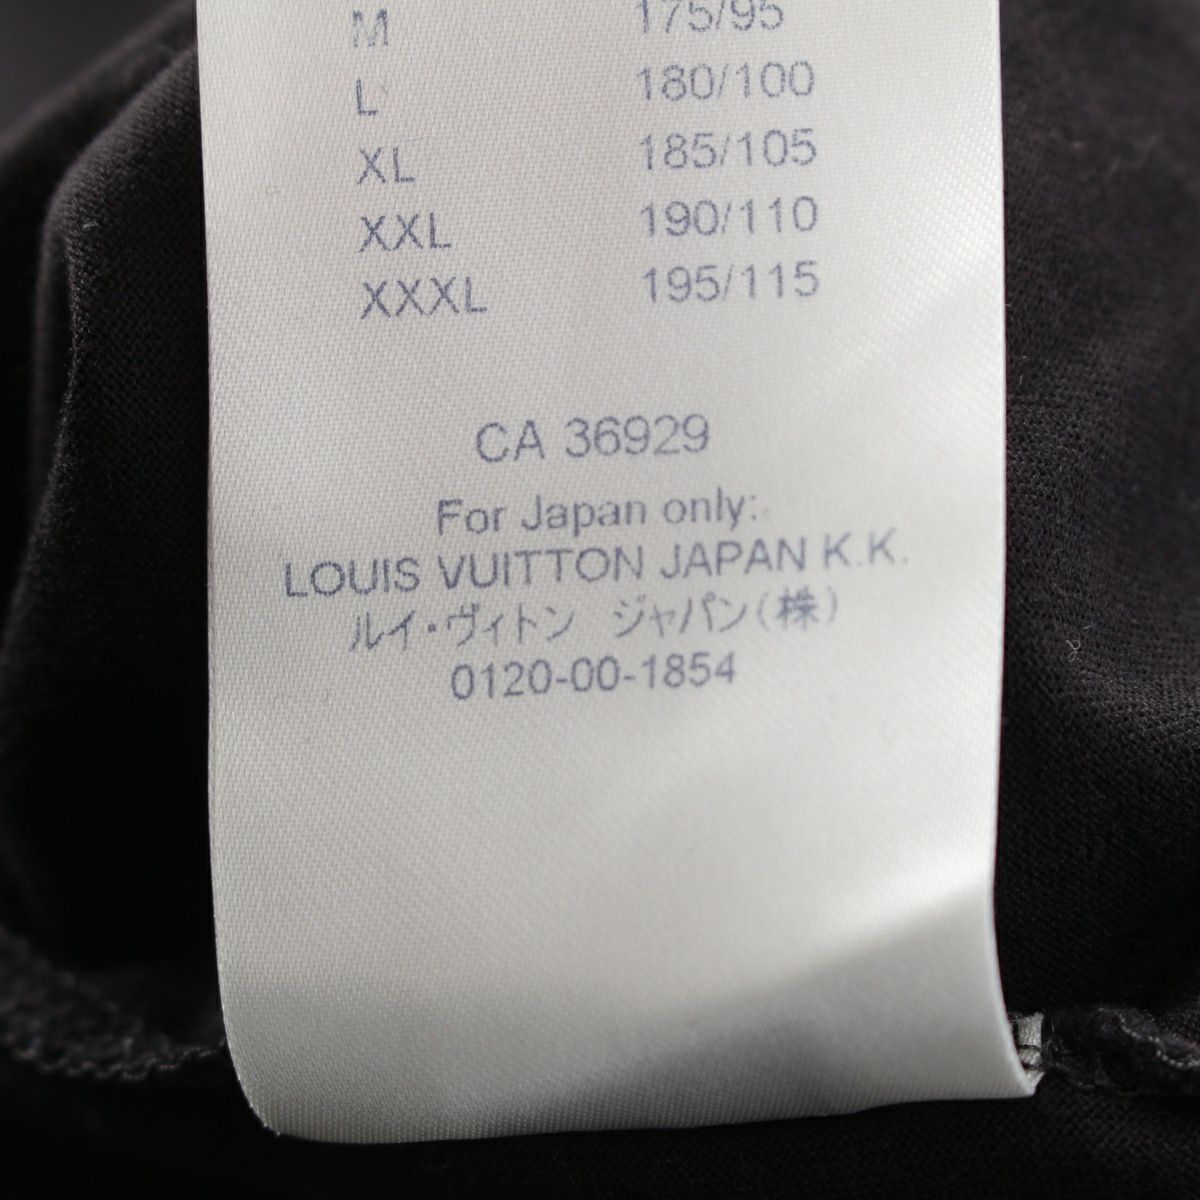 M 175/95
L 180/100
XL 185/105
XXL 190/110
XXXL 195/115
CA 36929
For Japan only:
LOUIS VUITTON JAPAN K.K.
ルイ・ヴィトン ジャパン(株)
0120-00-1854